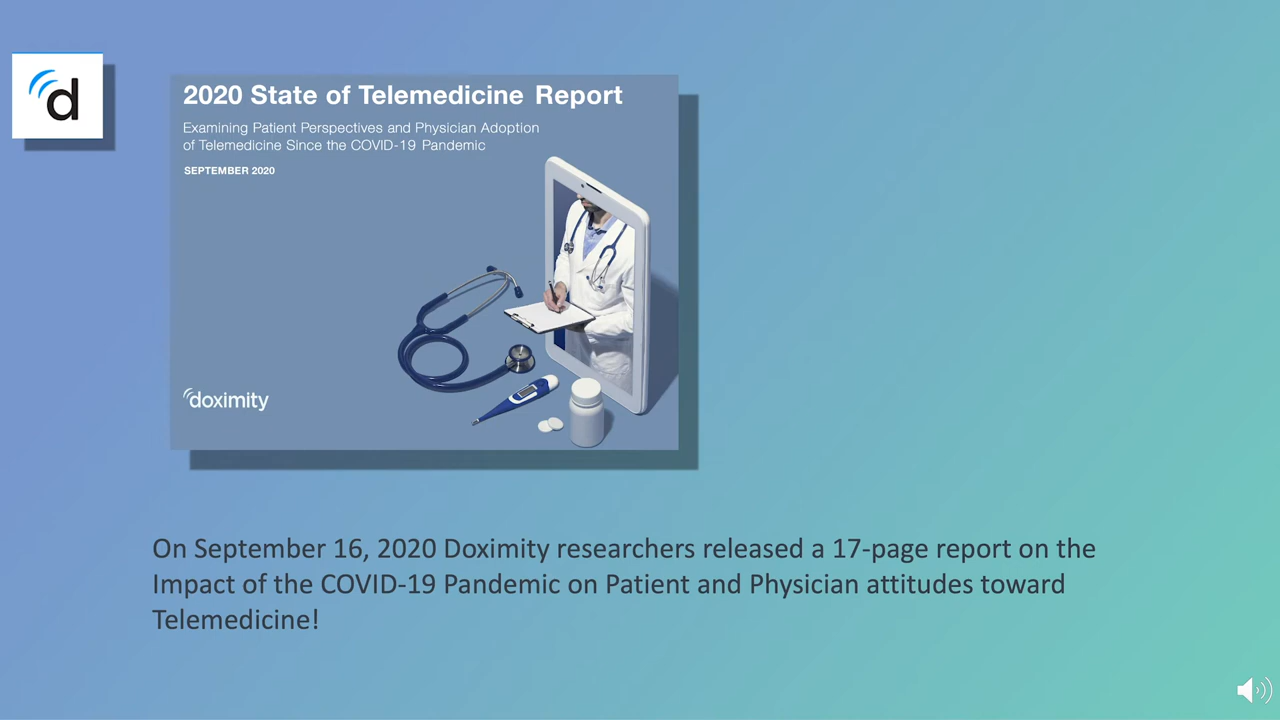 d
2020 State of Telemedicine Report
Examining Patient Perspectives and Physician Adoption
of Telemedicine Since the COVID-19 Pandemic
SEPTEMBER 2020
doximity
On September 16, 2020 Doximity researchers released a 17-page report on the
Impact of the COVID-19 Pandemic on Patient and Physician attitudes toward
Telemedicine!